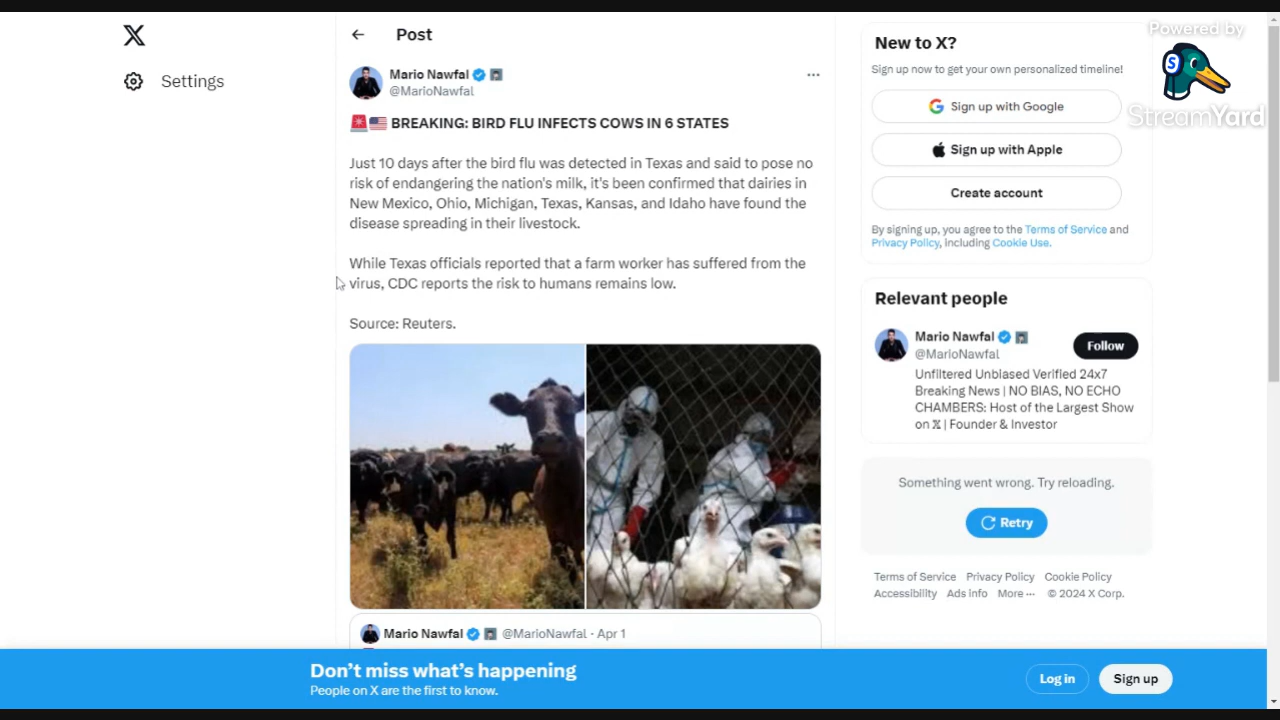 Powered by
StreamYard
Settings
Post
Mario Nawfal
@MarioNawfal
BREAKING: BIRD FLU INFECTS COWS IN 6 STATES
Just 10 days after the bird flu was detected in Texas and said to pose no
risk of endangering the nation's milk, it's been confirmed that dairies in
New Mexico, Ohio, Michigan, Texas, Kansas, and Idaho have found the
disease spreading in their livestock.
While Texas officials reported that a farm worker has suffered from the
virus, CDC reports the risk to humans remains low.
Source: Reuters.
Mario Nawfal @MarioNawfal · Apr 1
New to X?
Sign up now to get your own personalized timeline!
Sign up with Google
Sign up with Apple
Create account
By signing up, you agree to the Terms of Service and
Privacy Policy, including Cookie Use.
Relevant people
Mario Nawfal
@MarioNawfal
Follow
Unfiltered Unblased Verified 24x7
Breaking News | NO BIAS, NO ECHO
CHAMBERS: Host of the Largest Show
on 𝕏 | Founder & Investor
Something went wrong. Try reloading.
Retry
Terms of Service Privacy Policy Cookie Policy
Accessibility Ads info More ··· © 2024 X Corp.
Don't miss what's happening
People on X are the first to know.
Log in
Sign up